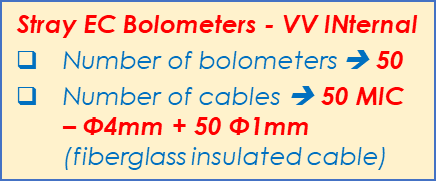 Stray EC Bolometers - VV INternal
❑ Number of bolometers ➔ 50
❑ Number of cables ➔ 50 MIC
– Φ4mm + 50 Φ1mm
(fiberglass insulated cable)